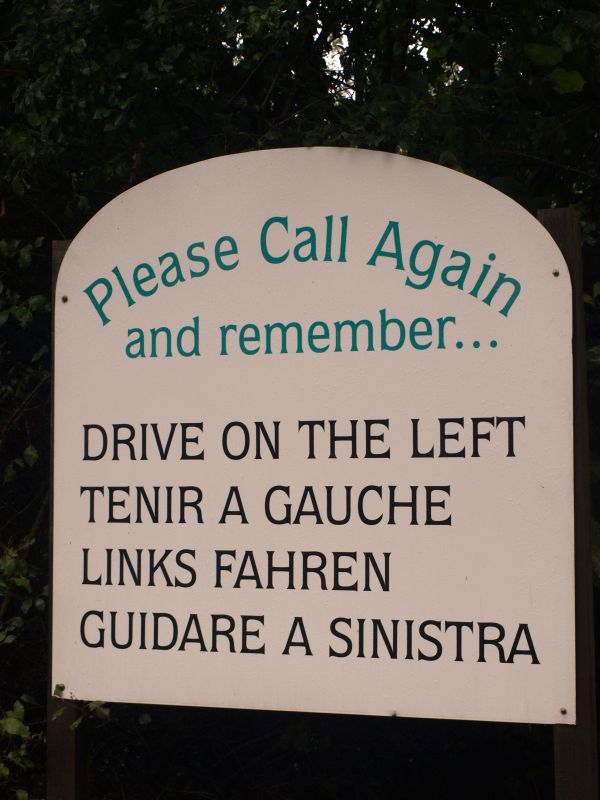 Please Call Again
and remember...
DRIVE ON THE LEFT
TENIR A GAUCHE
LINKS FAHREN
GUIDARE A SINISTRA